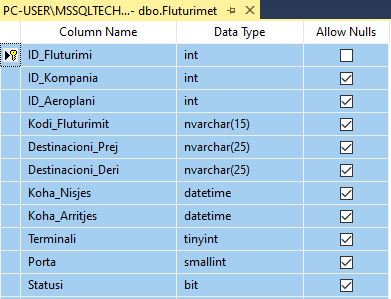 PC-USER\MSSQLTECH...- dbo.Fluturimet
Column Name Data Type Allow Nulls
ID_Fluturimi int
ID_Kompania int
ID_Aeroplani int
Kodi_Fluturimit nvarchar(15)
Destinacioni_Prej nvarchar(25)
Destinacioni_Deri nvarchar(25)
Koha_Nisjes datetime
Koha_Arritjes datetime
Terminali tinyint
Porta smallint
Statusi bit